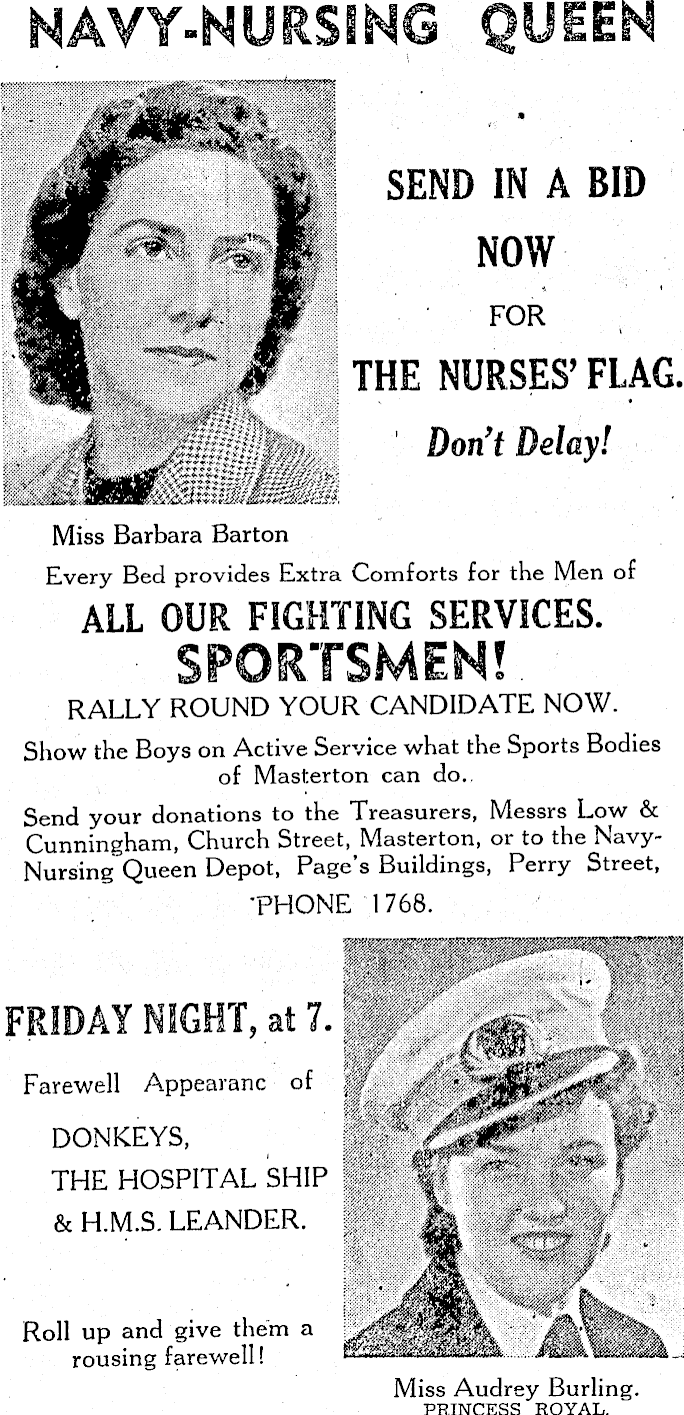 NAVY-NURSING QUEEN
SEND IN A BID
NOW
FOR
THE NURSES' FLAG.
Don't Delay!
Miss Barbara Barton
Every Bed provides Extra Comforts for the Men of
ALL OUR FIGHTING SERVICES.
SPORTSMEN!
RALLY ROUND YOUR CANDIDATE NOW.
Show the Boys on Active Service what the Sports Bodies
of Masterton can do.
Send your donations to the Treasurers, Messrs Low &
Cunningham, Church Street, Masterton, or to the Navy-
Nursing Queen Depot, Page's Buildings, Perry Street,
'PHONE 1768.
FRIDAY NIGHT, at 7.
Farewell Appearanc of
DONKEYS,
THE HOSPITAL SHIP
& H.M.S. LEANDER.
Roll up and give them a
rousing farewell!
Miss Audrey Burling.
PRINCESS ROYAL.